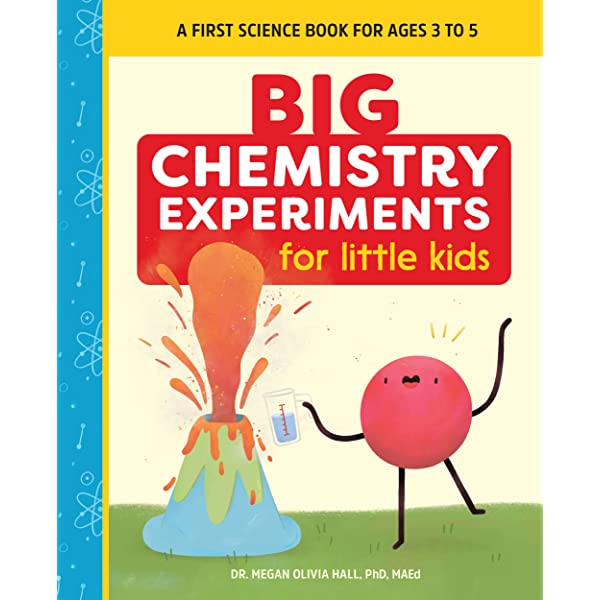 A FIRST SCIENCE BOOK FOR AGES 3 TO 5
BIG
CHEMISTRY
EXPERIMENTS
for little kids
DR. MEGAN OLIVIA HALL, PhD, MAEd